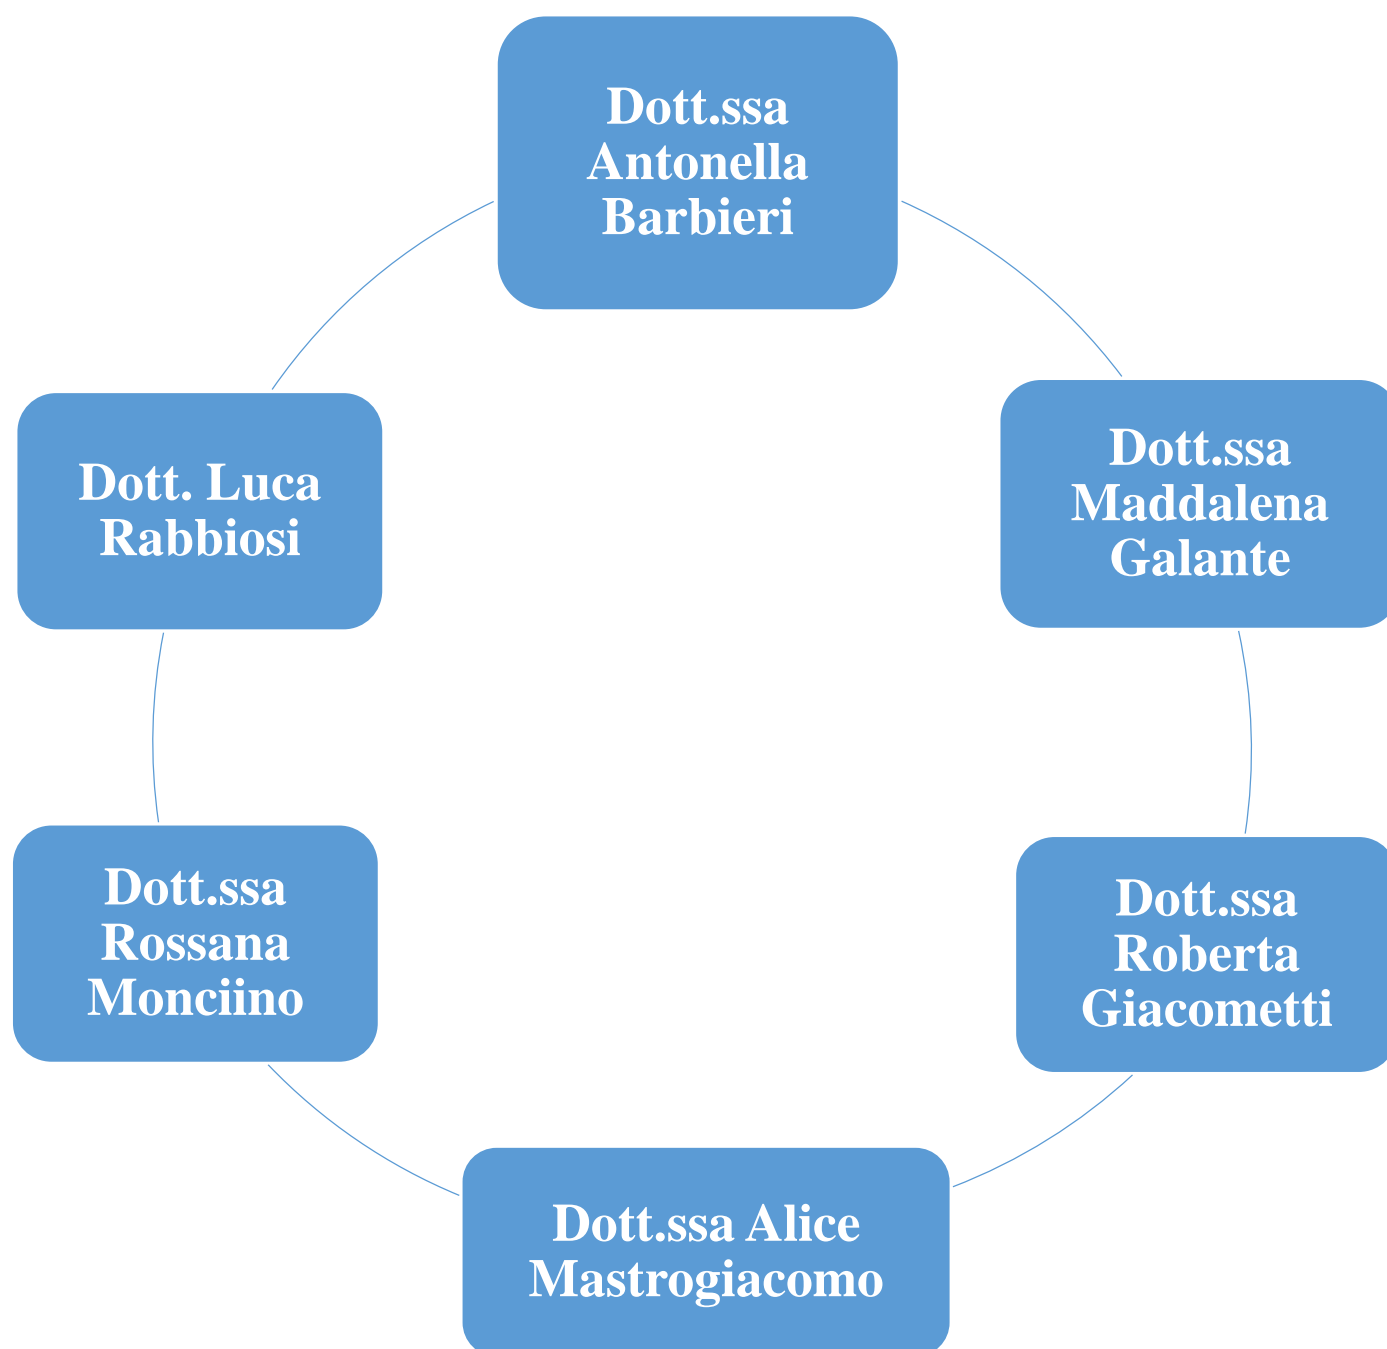 Dott.ssa
Antonella
Barbieri
Dott.ssa
Maddalena
Galante
Dott.ssa
Roberta
Giacometti
Dott.ssa Alice
Mastrogiacomo
Dott.ssa
Rossana
Monciino
Dott. Luca
Rabbiosi